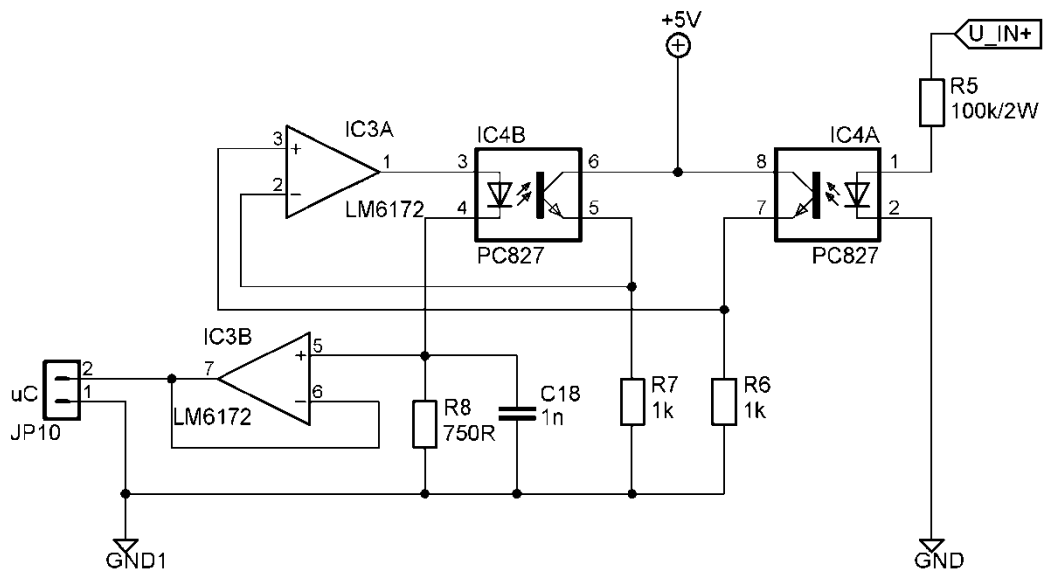 +5V
U_IN+
R5
100k/2W
IC3A
IC4B
IC4A
3
+
1
3
6
8
1
2
-
LM6172
4
5
7
2
PC827
PC827
IC3B
+
5
uC
2
7
R7
R6
C18
1
6
1k
1k
-
R8
1n
LM6172
750R
JP10
GND1
GND